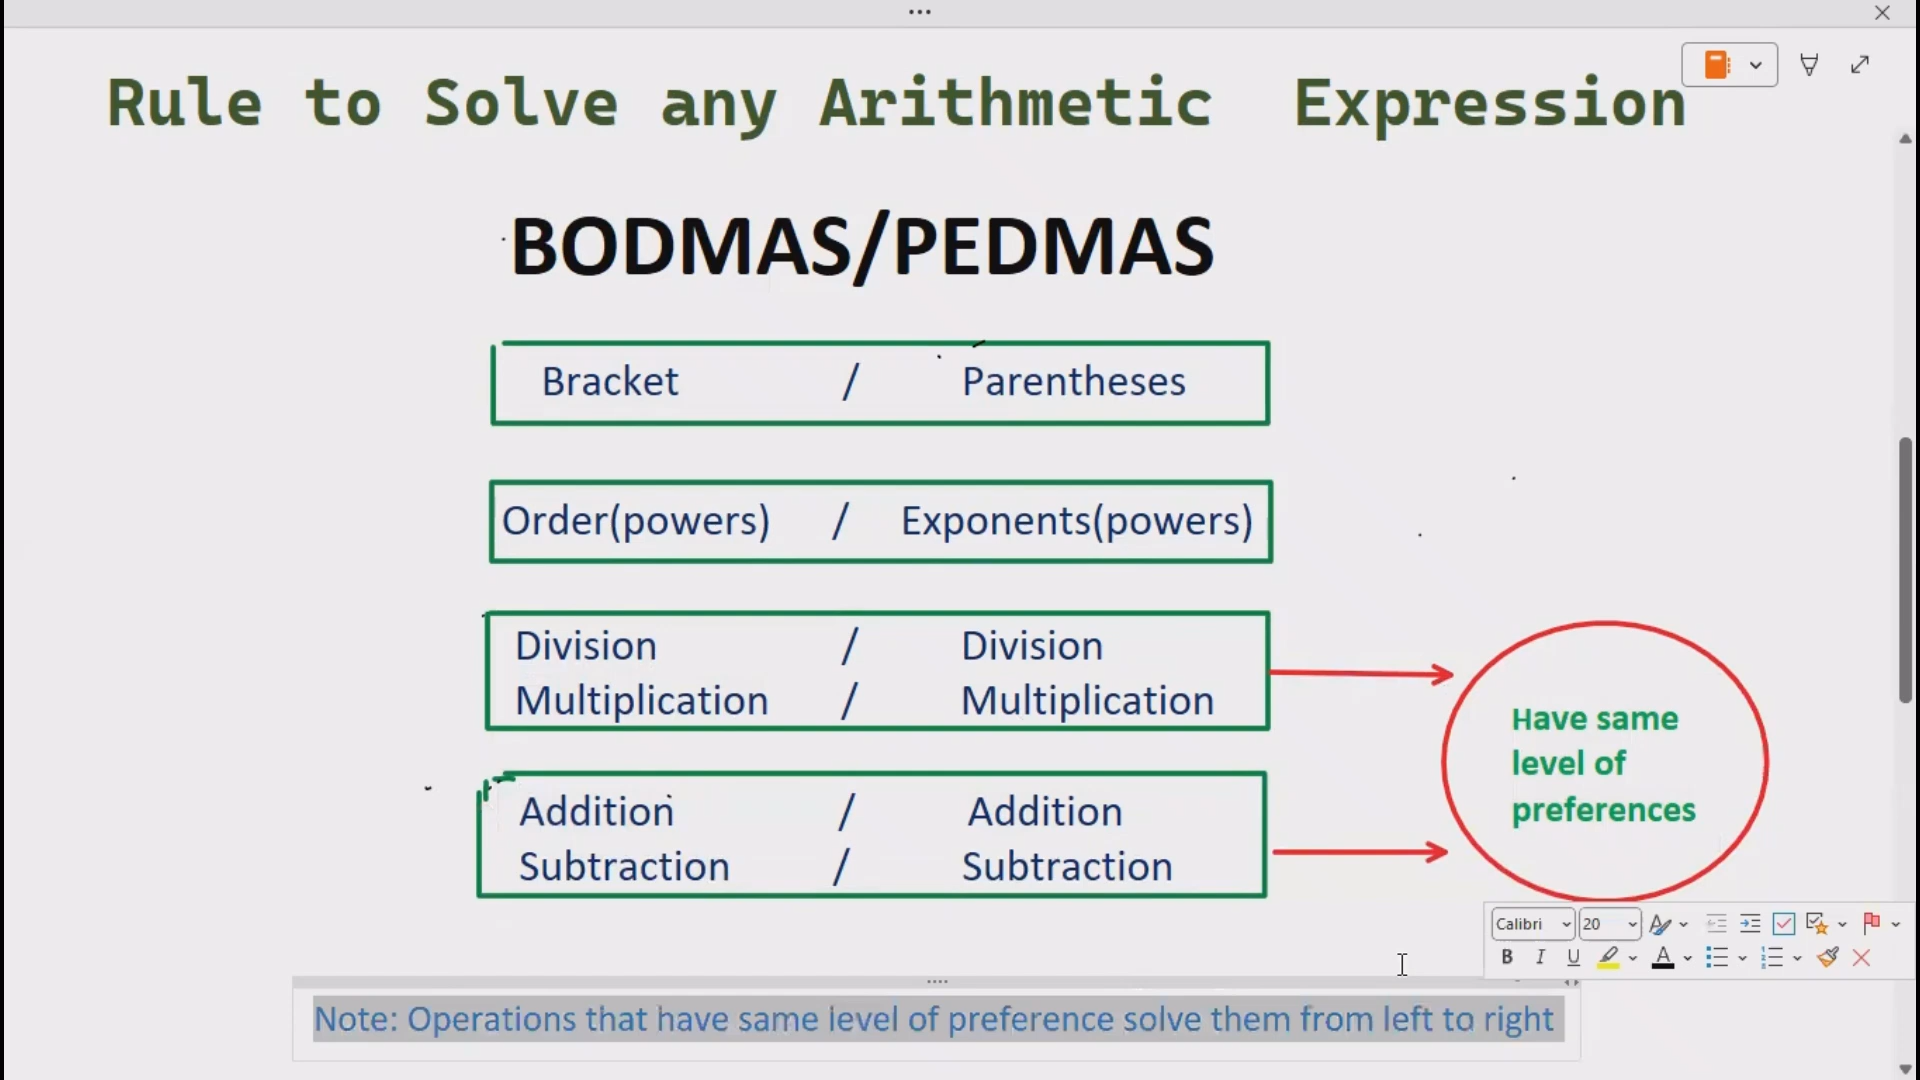 Rule to Solve any Arithmetic Expression
BODMAS/PEDMAS
Bracket / Parentheses
Order(powers) / Exponents(powers)
Division / Division
Multiplication / Multiplication
Have same
level of
preferences
Addition / Addition
Subtraction / Subtraction
Calibri 20
B I U A
Note: Operations that have same level of preference solve them from left to right